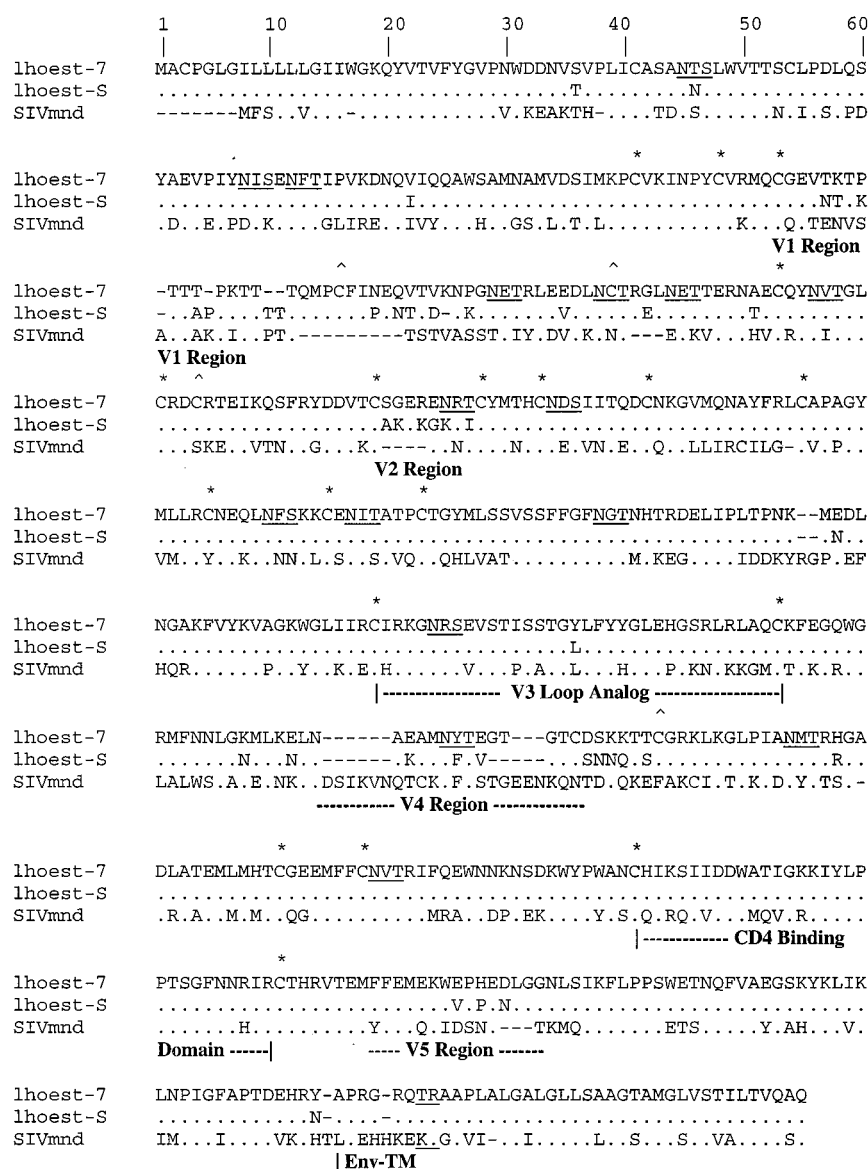 1 10 20 30 40 50 60
lhoest-7 MACPGLGILLLLLGIIWGKQYVTVFYGVPNWDDNVSVPLICASANTSLWVTTSCLPDLQS
lhoest-S ...................................T.........N..............
SIVmnd -------MFS..V...-............V.KEAKTH-....TD.S......N.I.S.PD
* * *
lhoest-7 YAEVPIYNISENFTIPVKDNQVIQQAWSAMNAMVDSIMKPCVKINPYCVRMQCGEVTKTP
lhoest-S .....................I..................................NT.K
SIVmnd .D..E.PD.K....GLIRE..IVY...H..GS.L.T.L...........K...Q.TENVS
V1 Region
^ ^ *
lhoest-7 -TTT-PKTT--TQMPCFINEQVTVKNPGNETRLEEDLNCTRGLNETTERNAECQYNVTGL
lhoest-S -..AP....TT.......P.NT.D-.K.......V......E........T.........
SIVmnd A..AK.I..PT.---------TSTVASST.IY.DV.K.N.---E.KV..HV.R..I...
V1 Region
* ^ * * * * *
lhoest-7 CRDCRTEIKQSFRYDDVTCSGERENRTCYMTHCNDSIITQDCNKGVMQNAYFRLCAPAGY
lhoest-S ...................AK.KGK.I.................................
SIVmnd ...SKE..VTN..G...K.----..N....N...E.VN.E..Q..LLIRCILG-.V.P..
V2 Region
* * *
lhoest-7 MLLRCNEQLNFSKKCENITATPCTGYMLSSVSSFFGFNGTNHTRDELIPLTPNK--MEDL
lhoest-S ......................................................--.N..
SIVmnd VM..Y..K..NN.L.S..S.VQ..QHLVAT..........M.KEG....IDDKYRGP.EF
* *
lhoest-7 NGAKFVYKVAGKWGLIIRCIRKGNRSEVSTISSTGYLFYYGLEHGSRLRLAQCKFEGQWG
lhoest-S ...................................L........................
SIVmnd HQR......P..Y..K.E.H......V...P.A..L...H...P.KN.KKGM.T.K.R..
|----------------- V3 Loop Analog -----------------|
^
lhoest-7 RMFNNLGKMLKELN------AEAMNYTEGT---GTCDSKKTTCGRKLKGLPIANMTRHGA
lhoest-S .......N...N..------.K...F.V-----....SNNQ.S...............R..
SIVmnd LALWS.A.E.NK..DSIKVNQTCK.F.STGEENKQNTD.QKEFAKCI.T.K.D.Y.TS.-
------------ V4 Region --------------
* * *
lhoest-7 DLATEMLMHTCGEEMFFCNVTRIFQEWNNKNSDKWYPWANCHIKSIIDDWATIGKKIYLP
lhoest-S ............................................................
SIVmnd .R.A..M.M..QG..........MRA..DP.EK....Y.S.Q.RQ.V...MQV.R.....
|--------- CD4 Binding
*
lhoest-7 PTSGFNNRIRCTHRVTEMFFEMEKWEPHEDLGGNLSIKFLPPSWETNQFVAEGSKYKLIK
lhoest-S .........................V.P.N..............................
SIVmnd .......H..........Y...Q.IDSN..---TKMQ.......ETS.....Y.AH...V.
Domain ------| ----- V5 Region -------
lhoest-7 LNPIGFAPTDEHRRY-APRG-RQTRAAPLALGALGLLSAAGTAMGLVSTILTVQAQ
lhoest-S .............N-....-...................................
SIVmnd IM...I.....VK.HTL.EHHKEK.G.VI-..I.....L..S...S..VA....S.
|Env-TM